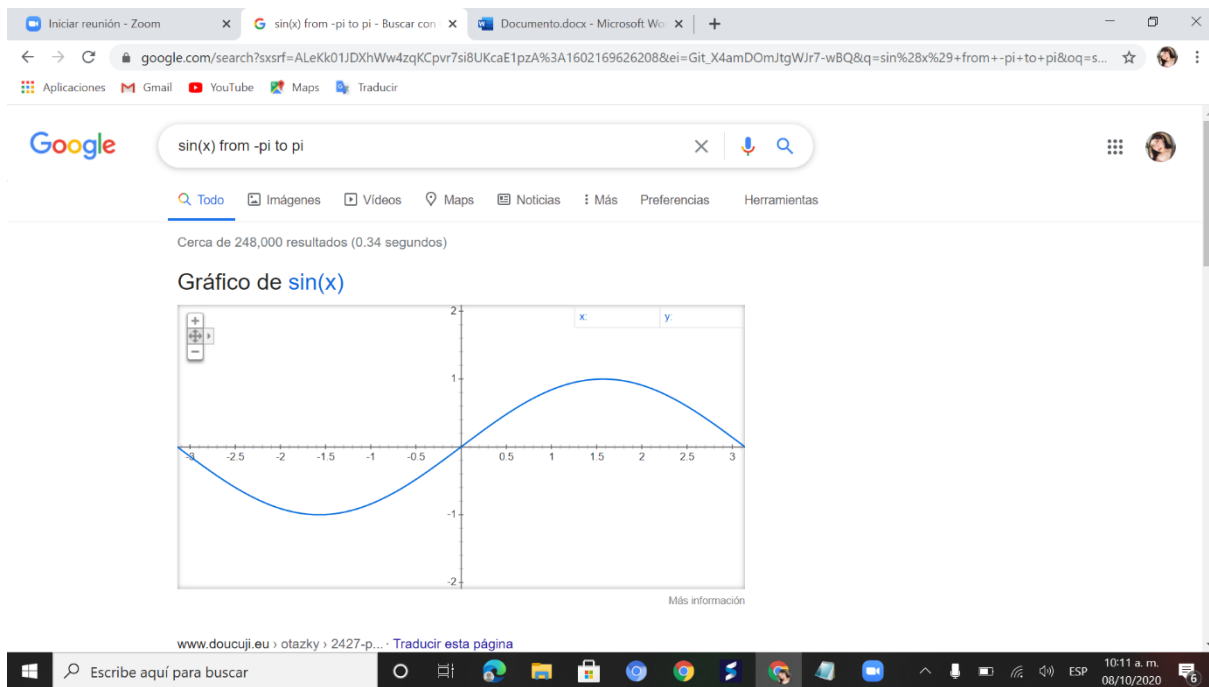 Iniciar reunión - Zoom
sin(x) from -pi to pi - Buscar con
Documento.docx - Microsoft Wo
google.com/search?sxsrf=ALeKk01JDXhWw4zqKCpvr7si8UKcaE1pzA%3A1602169626208&ei=Git_X4amDOmJtgWJr7-wBQ&q=sin%28x%29+from+-pi+to+pi&oq=s...
Aplicaciones Gmail YouTube Maps Traducir
Google
sin(x) from -pi to pi
Todo Imágenes Vídeos Maps Noticias Más Preferencias Herramientas
Cerca de 248,000 resultados (0.34 segundos)
Gráfico de sin(x)
x: y:
2
1
-3 -2.5 -2 -1.5 -1 -0.5 0.5 1 1.5 2 2.5 3
-1
-2
Más información
www.doucuji.eu › otazky › 2427-p... · Traducir esta página
Escribe aquí para buscar
ESP
10:11 a. m.
08/10/2020
6